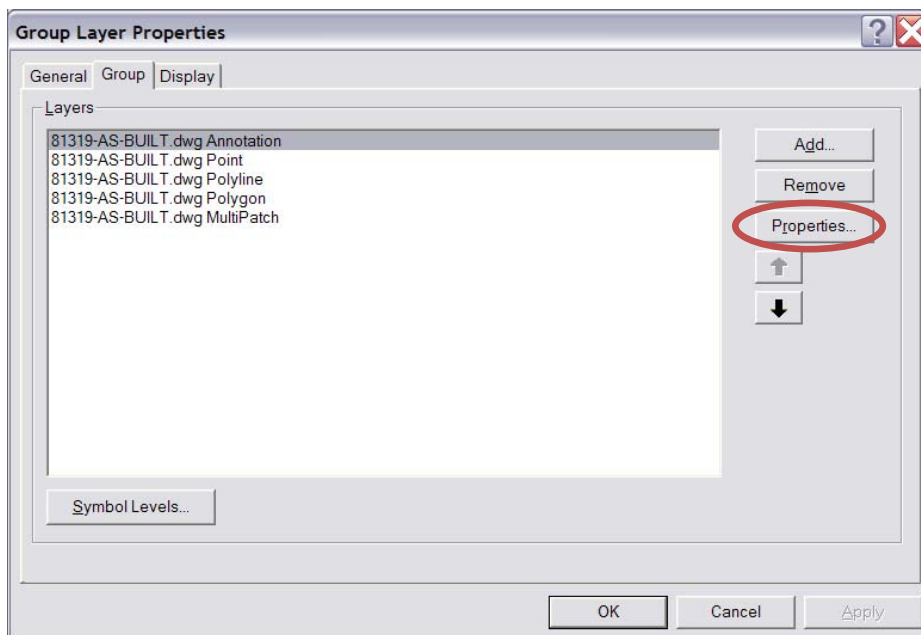 Group Layer Properties
?
General Group Display
Layers
81319-AS-BUILT.dwg Annotation
81319-AS-BUILT.dwg Point
81319-AS-BUILT.dwg Polyline
81319-AS-BUILT.dwg Polygon
81319-AS-BUILT.dwg MultiPatch
Add...
Remove
Properties...
Symbol Levels...
OK Cancel Apply